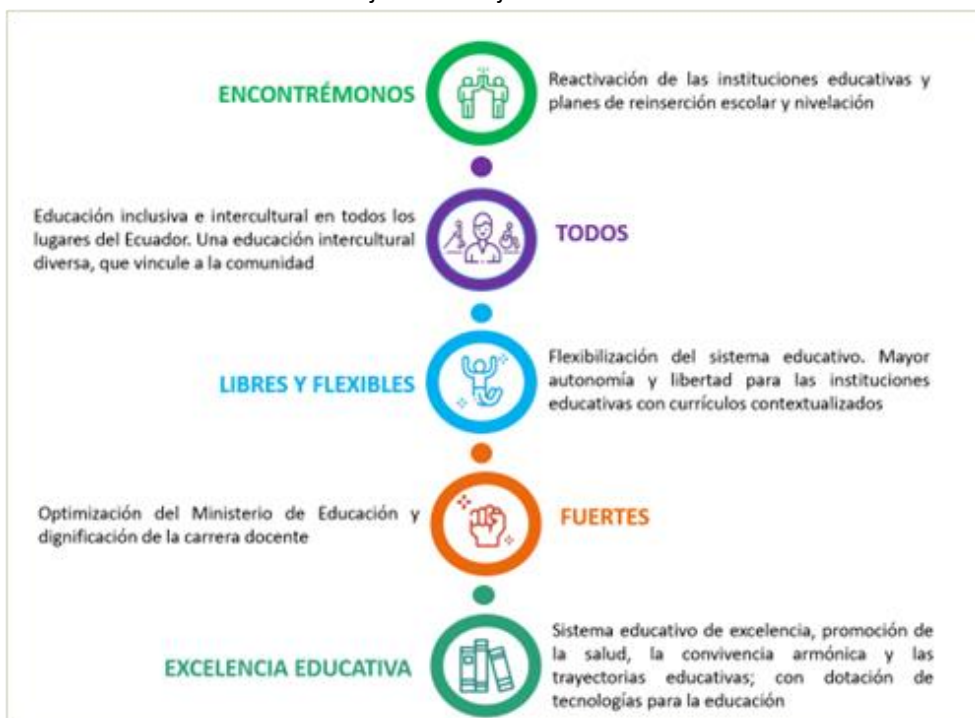 ENCONTRÉMONOS
Reactivación de las instituciones educativas y
planes de reinserción escolar y nivelación
Educación inclusiva e intercultural en todos los
lugares del Ecuador. Una educación intercultural
diversa, que vincule a la comunidad
TODOS
LIBRES Y FLEXIBLES
Flexibilización del sistema educativo. Mayor
autonomía y libertad para las instituciones
educativas con currículos contextualizados
Optimización del Ministerio de Educación y
dignificación de la carrera docente
FUERTES
EXCELENCIA EDUCATIVA
Sistema educativo de excelencia, promoción de
la salud, la convivencia armónica y las
trayectorias educativas; con dotación de
tecnologías para la educación